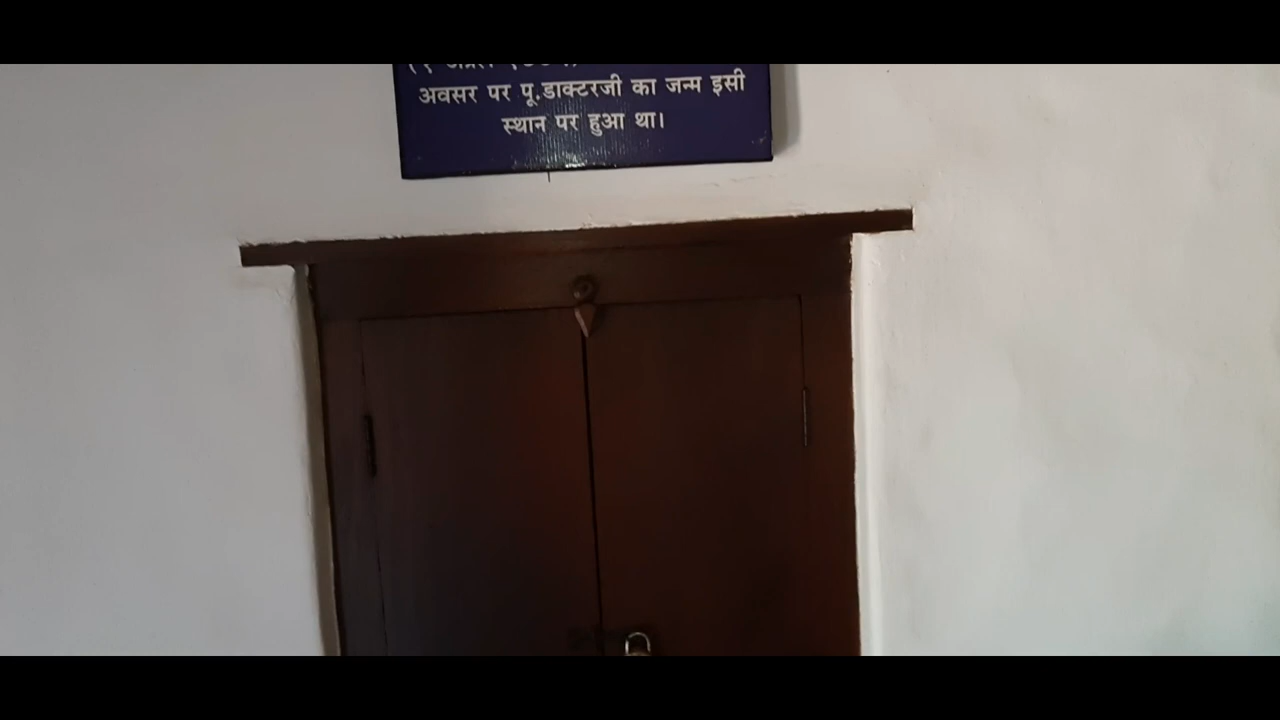 अवसर पर पू.डाक्टरजी का जन्म इसी
स्थान पर हुआ था।